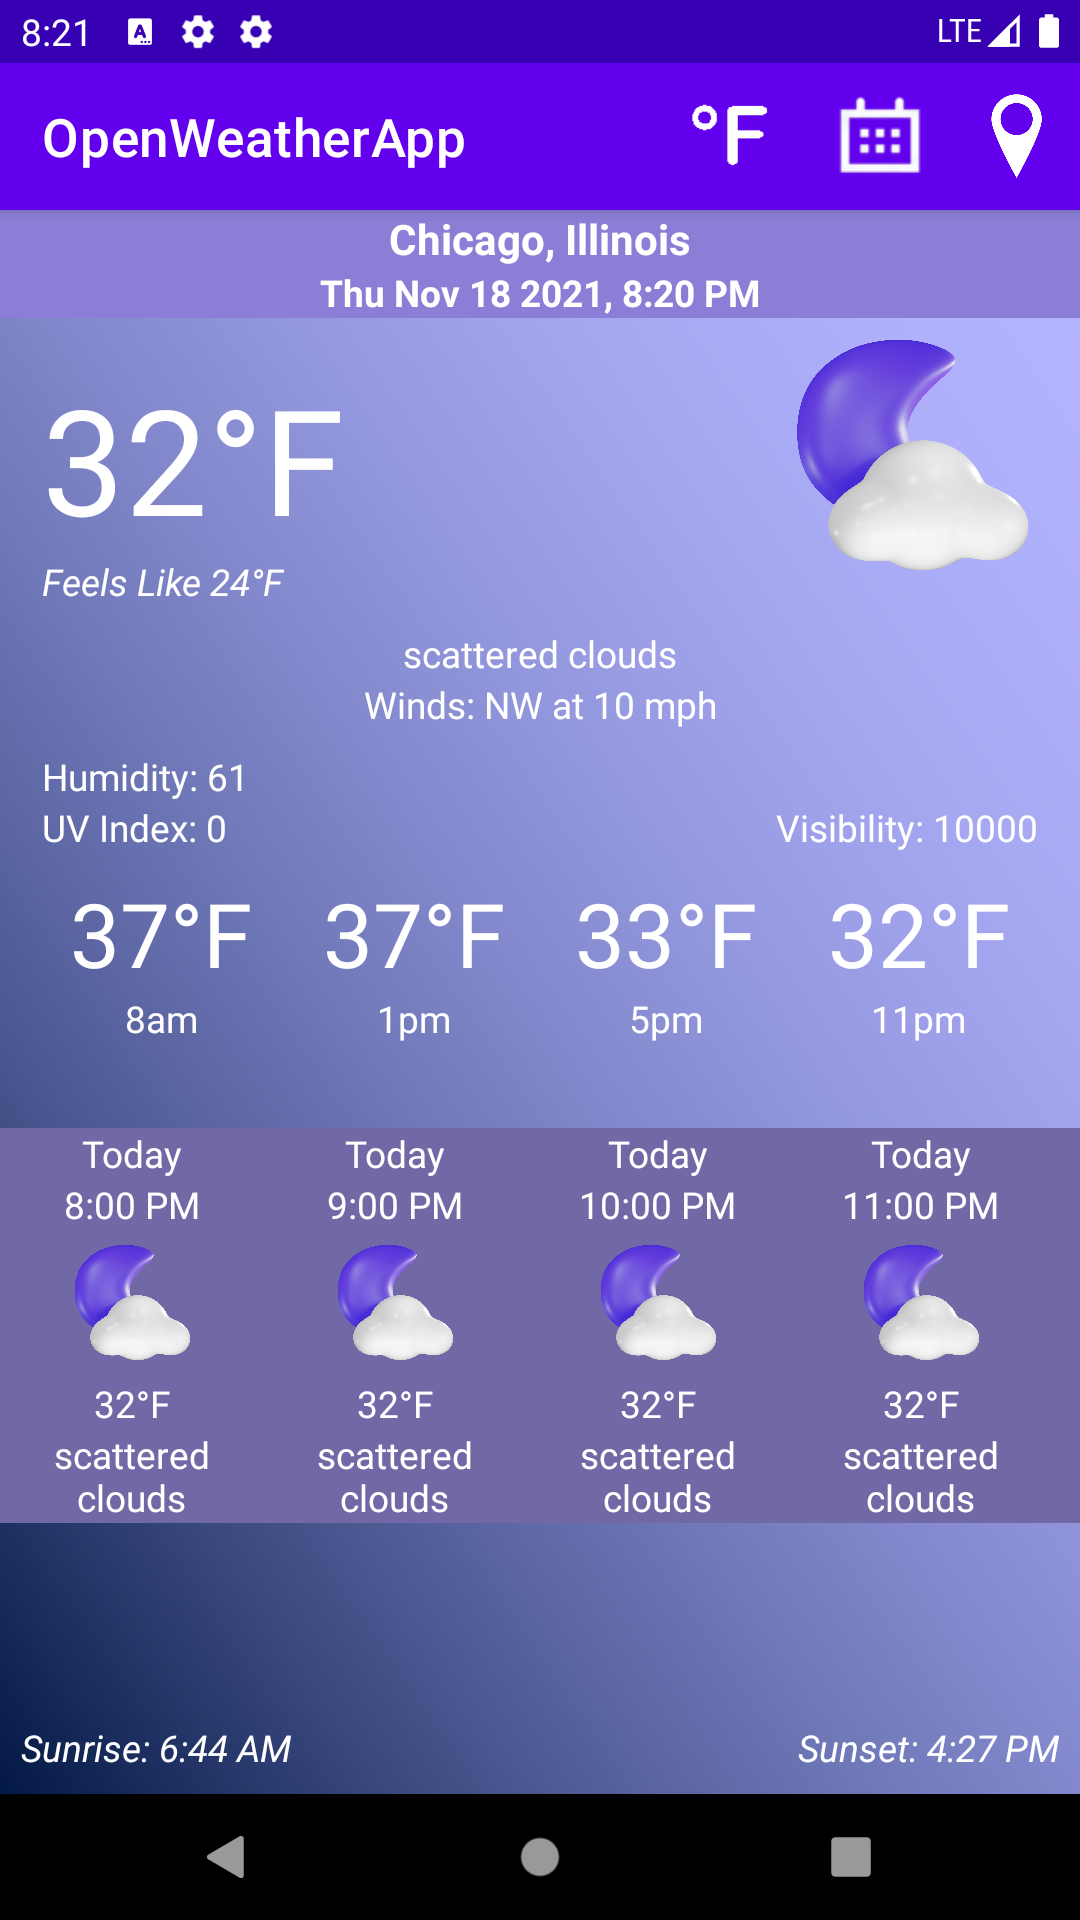 8:21 A LTE
OpenWeatherApp °F
Chicago, Illinois
Thu Nov 18 2021, 8:20 PM
32°F
Feels Like 24°F
scattered clouds
Winds: NW at 10 mph
Humidity: 61
UV Index: 0 Visibility: 10000
37°F 37°F 33°F 32°F
8am 1pm 5pm 11pm
Today Today Today Today
8:00 PM 9:00 PM 10:00 PM 11:00 PM
32°F 32°F 32°F 32°F
scattered scattered scattered scattered
clouds clouds clouds clouds
Sunrise: 6:44 AM Sunset: 4:27 PM